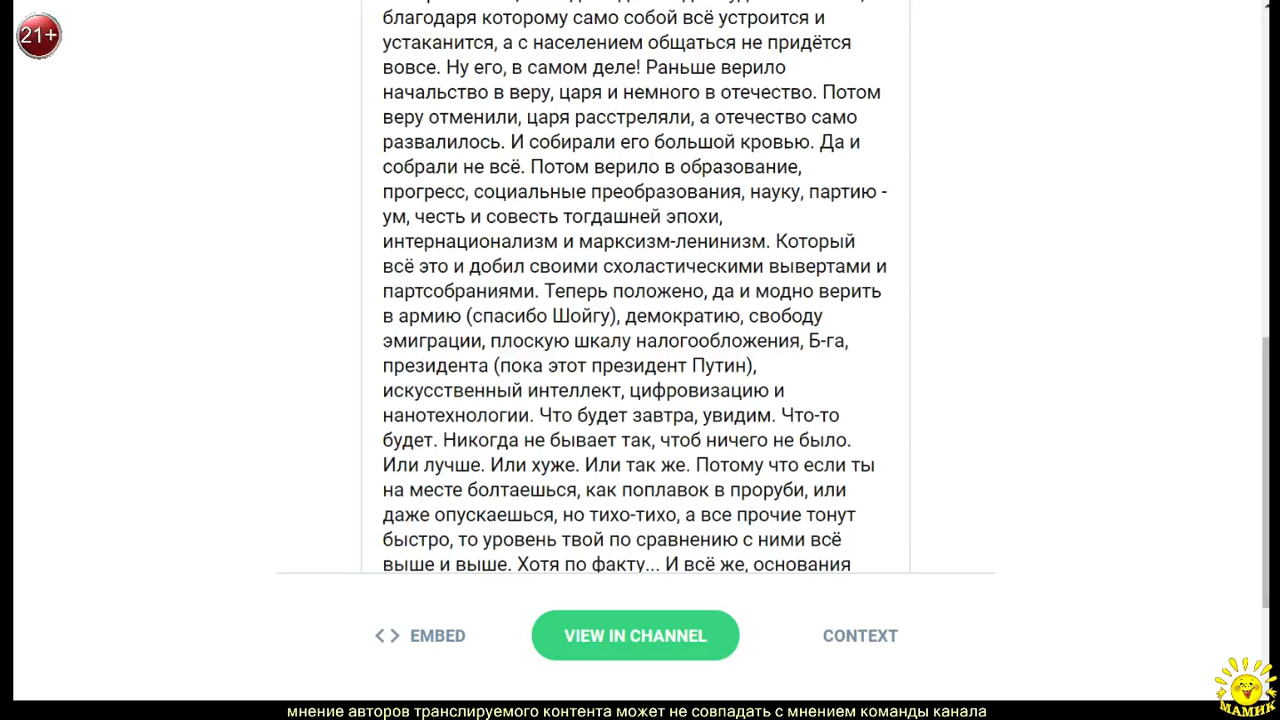 21+
благодаря которому само собой всё устроится и
устаканится, а с населением общаться не придётся
вовсе. Ну его, в самом деле! Раньше верило
начальство в веру, царя и немного в отечество. Потом
веру отменили, царя расстреляли, а отечество само
развалилось. И собирали его большой кровью. Да и
собрали не всё. Потом верило в образование,
прогресс, социальные преобразования, науку, партию -
ум, честь и совесть тогдашней эпохи,
интернационализм и марксизм-ленинизм. Который
всё это и добил своими схоластическими вывертами и
партсобраниями. Теперь положено, да и модно верить
в армию (спасибо Шойгу), демократию, свободу
эмиграции, плоскую шкалу налогообложения, Б-га,
президента (пока этот президент Путин),
искусственный интеллект, цифровизацию и
нанотехнологии. Что будет завтра, увидим. Что-то
будет. Никогда не бывает так, чтоб ничего не было.
Или лучше. Или хуже. Или так же. Потому что если ты
на месте болтаешься, как поплавок в проруби, или
даже опускаешься, но тихо-тихо, а все прочие тонут
быстро, то уровень твой по сравнению с ними всё
выше и выше. Хотя по факту... И всё же, основания
<> EMBED
VIEW IN CHANNEL
CONTEXT
МАМИК
мнение авторов транслируемого контента может не совпадать с мнением команды канала